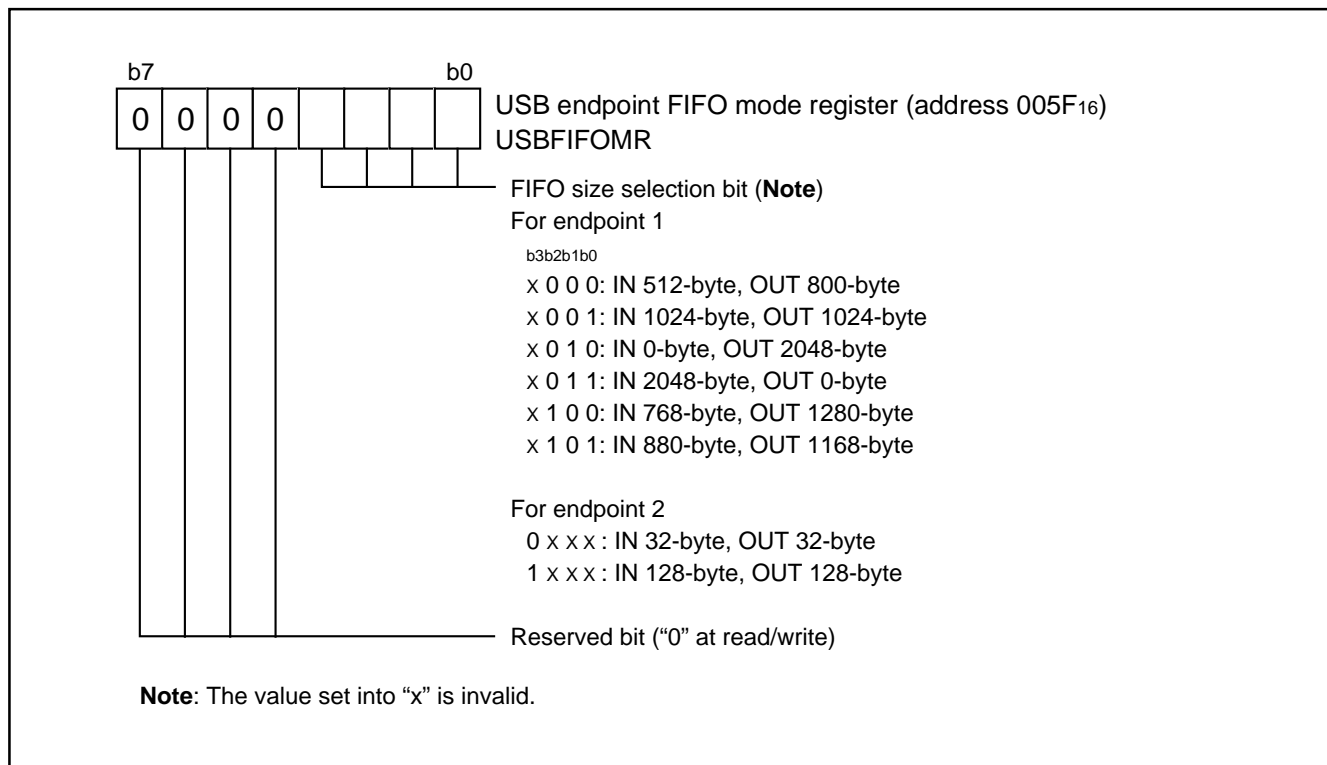 b7 b0
0 0 0 0 USB endpoint FIFO mode register (address 005F16)
USBFIFOMR
FIFO size selection bit (Note)
For endpoint 1
b3b2b1b0
x 0 0 0: IN 512-byte, OUT 800-byte
x 0 0 1: IN 1024-byte, OUT 1024-byte
x 0 1 0: IN 0-byte, OUT 2048-byte
x 0 1 1: IN 2048-byte, OUT 0-byte
x 1 0 0: IN 768-byte, OUT 1280-byte
x 1 0 1: IN 880-byte, OUT 1168-byte
For endpoint 2
0 x x x : IN 32-byte, OUT 32-byte
1 x x x : IN 128-byte, OUT 128-byte
Reserved bit (“0” at read/write)
Note: The value set into “x” is invalid.